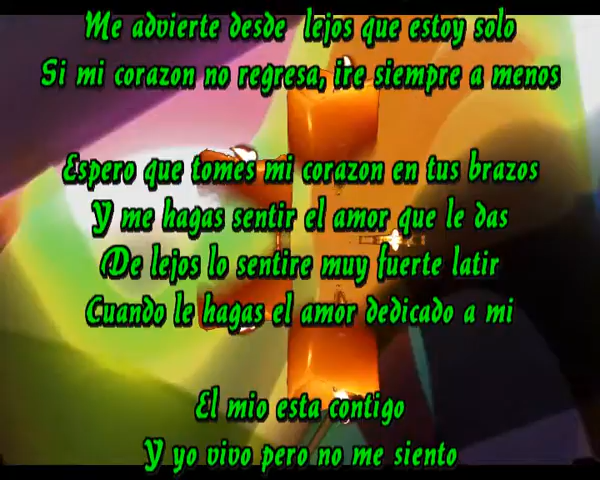 Me advierte desde lejos que estoy solo
Si mi corazon no regresa, ire siempre a menos
Espero que tomes mi corazon en tus brazos
Y me hagas sentir el amor que le das
De lejos lo sentire muy fuerte latir
Cuando le hagas el amor dedicado a mi
El mio esta contigo
Y yo vivo pero no me siento